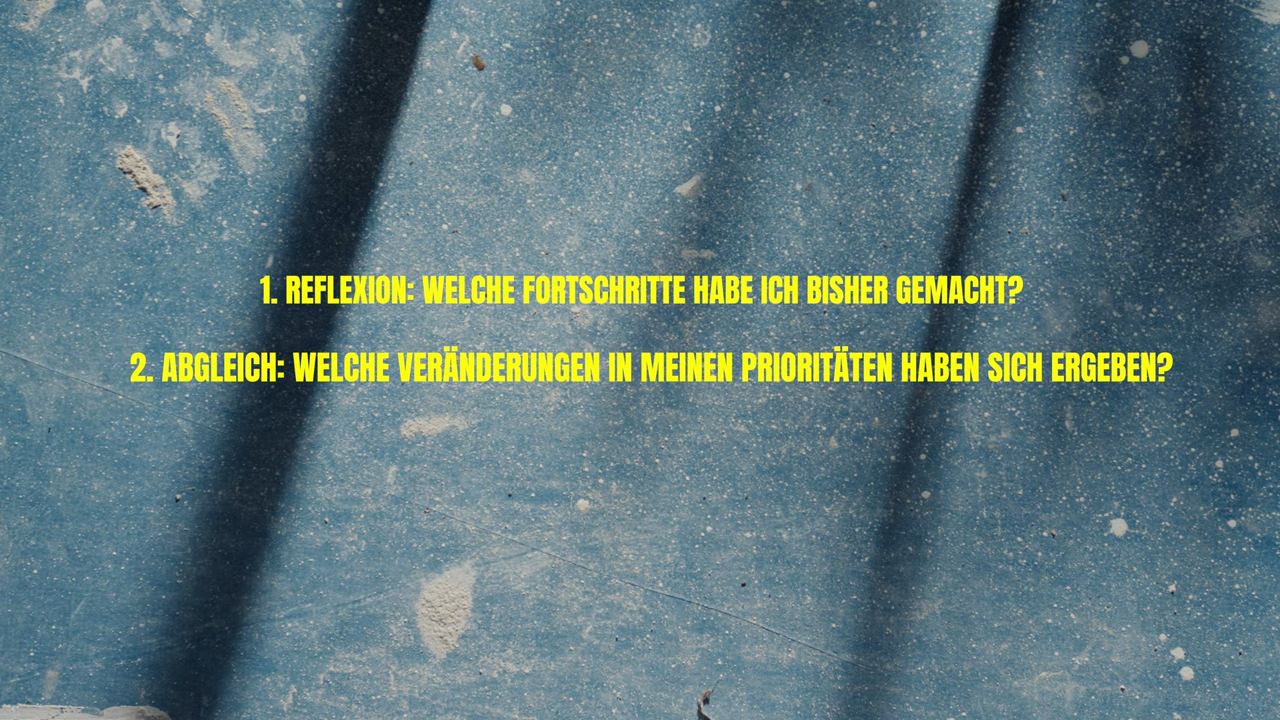 1. REFLEXION: WELCHE FORTSCHRITTE HABE ICH BISHER GEMACHT?
2. ABGLEICH: WELCHE VERÄNDERUNGEN IN MEINEN PRIORITÄTEN HABEN SICH ERGEBEN?